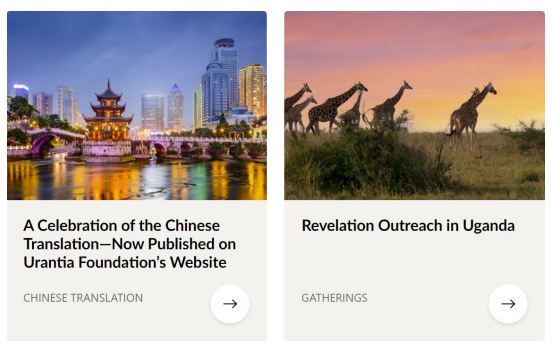 A Celebration of the Chinese
Translation—Now Published on
Urantia Foundation's Website
CHINESE TRANSLATION
Revelation Outreach in Uganda
GATHERINGS